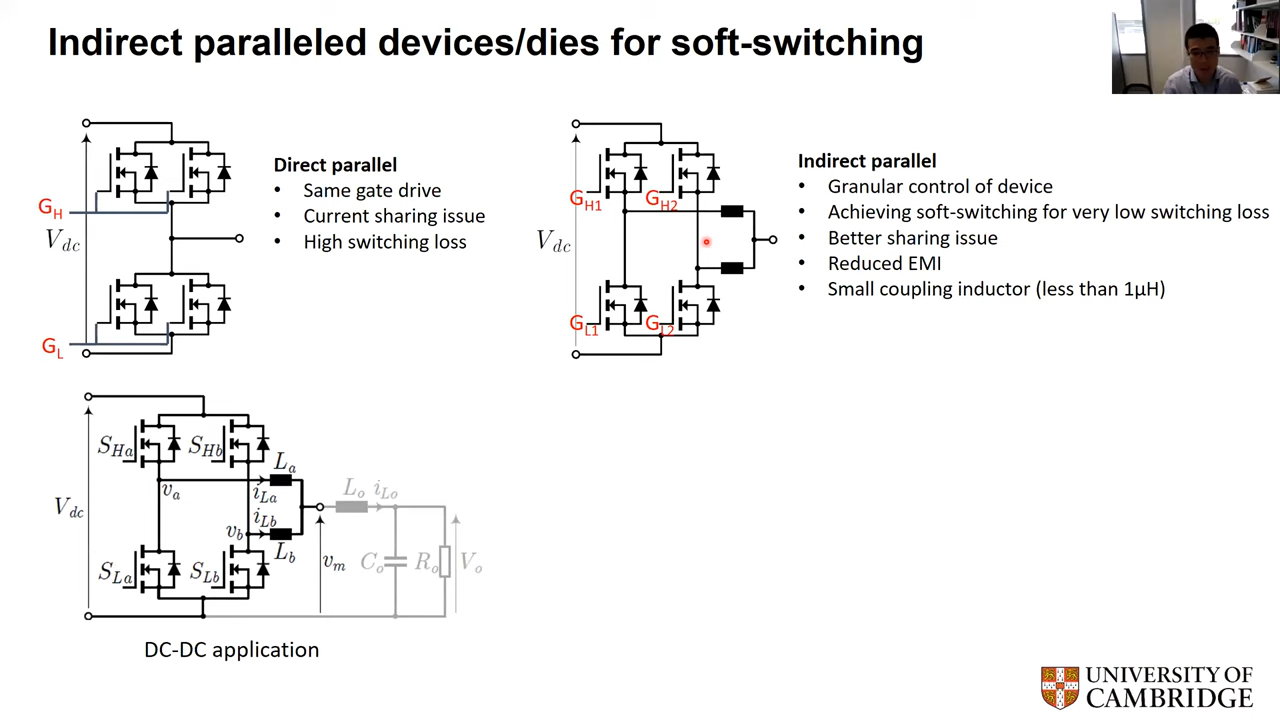 Indirect paralleled devices/dies for soft-switching
Direct parallel
• Same gate drive
• Current sharing issue
• High switching loss
G_H
V_dc
G_L
Indirect parallel
• Granular control of device
• Achieving soft-switching for very low switching loss
• Better sharing issue
• Reduced EMI
• Small coupling inductor (less than 1μH)
G_H1
G_H2
V_dc
G_L1
G_L2
S_Ha
S_Hb
L_a
v_a
i_La
L_o
i_Lo
V_dc
i_Lb
v_b
L_b
S_La
S_Lb
v_m
C_o
R_o
V_o
DC-DC application
UNIVERSITY OF
CAMBRIDGE